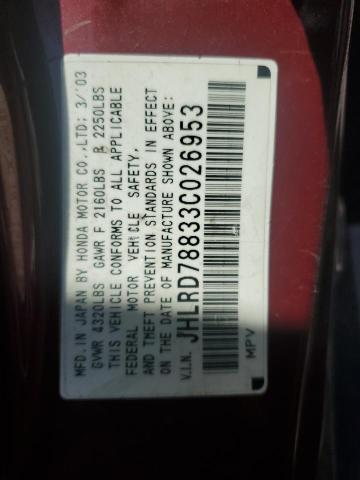 MFD. IN JAPAN BY HONDA MOTOR CO., LTD; 3/'03
GVWR 4320LBS GAWR F 2160LBS R 2250LBS
THIS VEHICLE CONFORMS TO ALL APPLICABLE
FEDERAL MOTOR VEHICLE SAFETY,
AND THEFT PREVENTION STANDARDS IN EFFECT
ON THE DATE OF MANUFACTURE SHOWN ABOVE:
V.I.N. JHLRD78833C026953
MPV